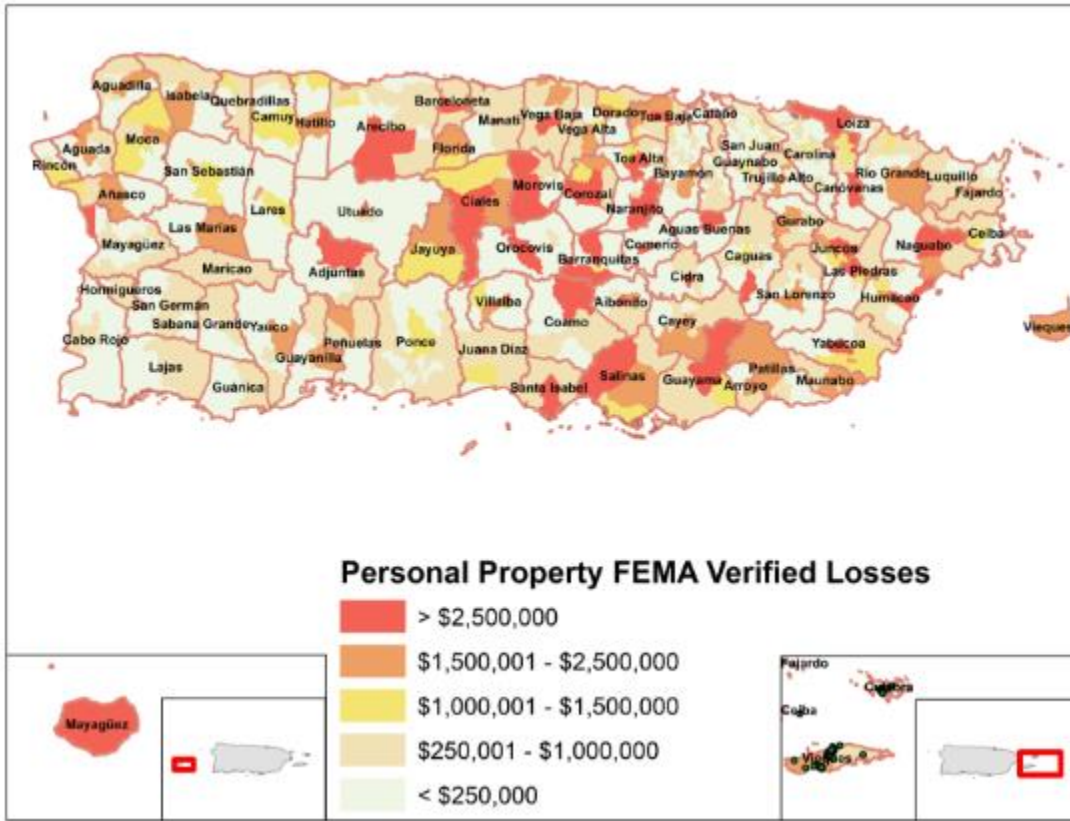 Aguadilla
Isabela
Quebradillas
Camuy
Hatillo
Arecibo
Barceloneta
Manatí
Vega Baja
Vega Alta
Dorado
Toa Baja
Cataño
Loiza
Moca
Aguada
Rincón
San Sebastián
Florida
Toa Alta
Bayamón
San Juan
Guaynabo
Carolina
Trujillo Alto
Canóvanas
Río Grande
Luquillo
Fajardo
Añasco
Las Marías
Lares
Utuado
Ciales
Morovis
Corozal
Naranjito
Mayagüez
Maricao
Adjuntas
Jayuya
Orocovis
Barranquitas
Comerío
Aguas Buenas
Caguas
Gurabo
Juncos
Las Piedras
Naguabo
Ceiba
Hormigueros
San Germán
Sabana Grande
Yauco
Cabo Rojo
Lajas
Guánica
Guayanilla
Peñuelas
Ponce
Villalba
Juana Díaz
Coamo
Aibonito
Cidra
Cayey
San Lorenzo
Humacao
Yabucoa
Santa Isabel
Salinas
Guayama
Arroyo
Patillas
Maunabo
Vieques
Personal Property FEMA Verified Losses
> $2,500,000
$1,500,001 - $2,500,000
$1,000,001 - $1,500,000
$250,001 - $1,000,000
< $250,000
Mayagüez
Fajardo
Culebra
Ceiba
Vieques